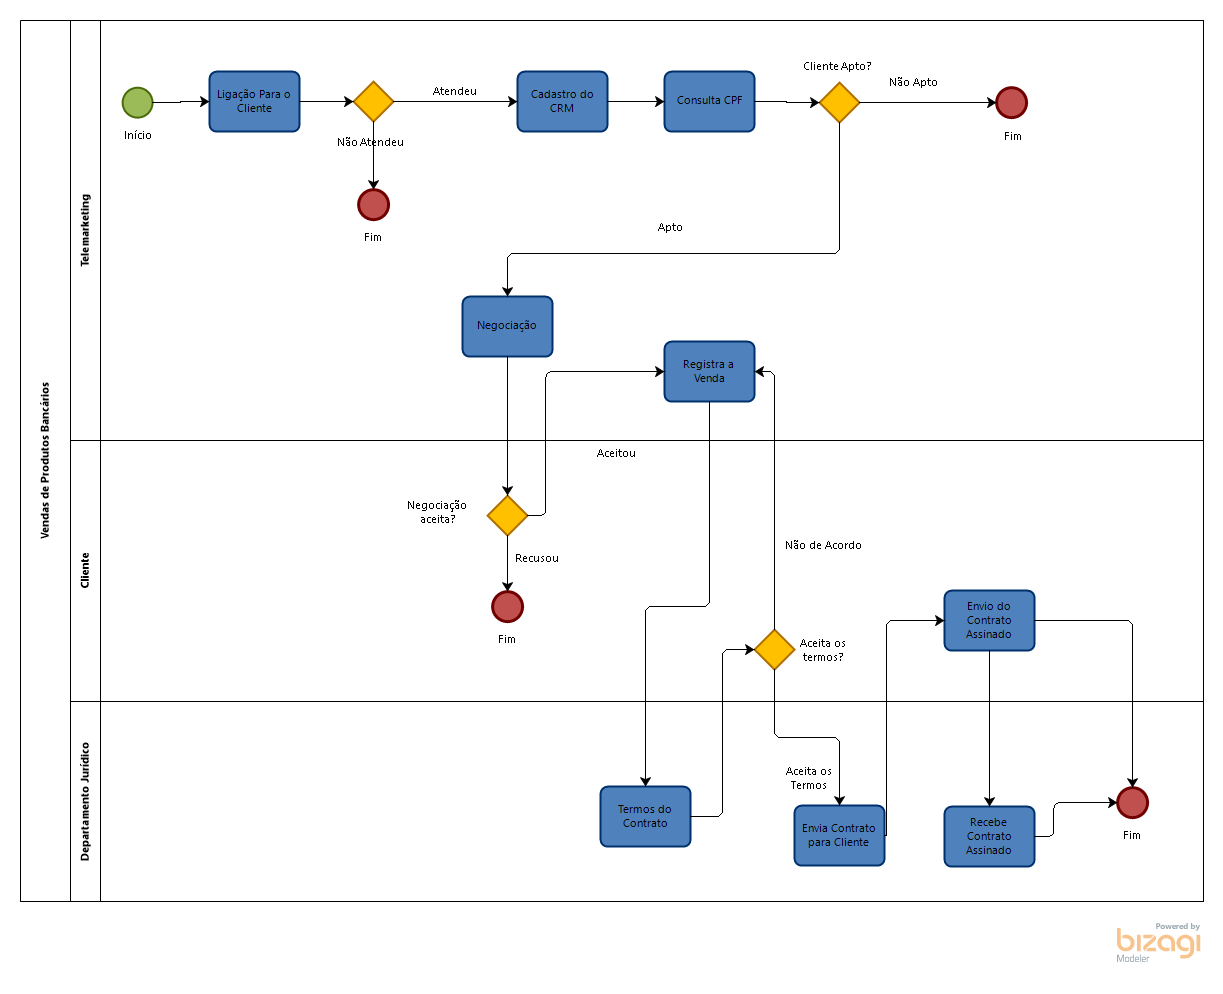 Vendas de Produtos Bancários
Telemarketing
Início
Ligação Para o
Cliente
Não Atendeu
Fim
Atendeu
Cadastro do
CRM
Consulta CPF
Cliente Apto?
Não Apto
Fim
Apto
Negociação
Registra a
Venda
Cliente
Aceitou
Negociação
aceita?
Recusou
Fim
Não de Acordo
Aceita os
termos?
Envio do
Contrato
Assinado
Departamento Jurídico
Termos do
Contrato
Aceita os
Termos
Envia Contrato
para Cliente
Recebe
Contrato
Assinado
Fim
Powered by
bizagi
Modeler